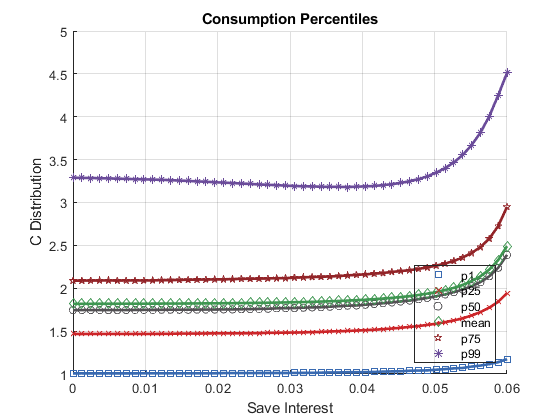 Consumption Percentiles
5
4.5
4
3.5
3
2.5
2
1.5
1
C Distribution
p1
p25
p50
mean
p75
p99
0 0.01 0.02 0.03 0.04 0.05 0.06
Save Interest